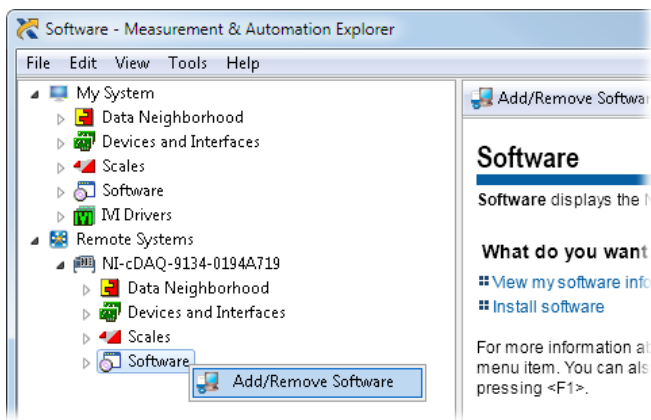 Software - Measurement & Automation Explorer
File Edit View Tools Help
My System
Data Neighborhood
Devices and Interfaces
Scales
Software
IVI Drivers
Remote Systems
NI-cDAQ-9134-0194A719
Data Neighborhood
Devices and Interfaces
Scales
Software
Add/Remove Software
Add/Remove Softwar
Software
Software displays the N
What do you want
View my software info
Install software
For more information a
menu item. You can als
pressing <F1>.